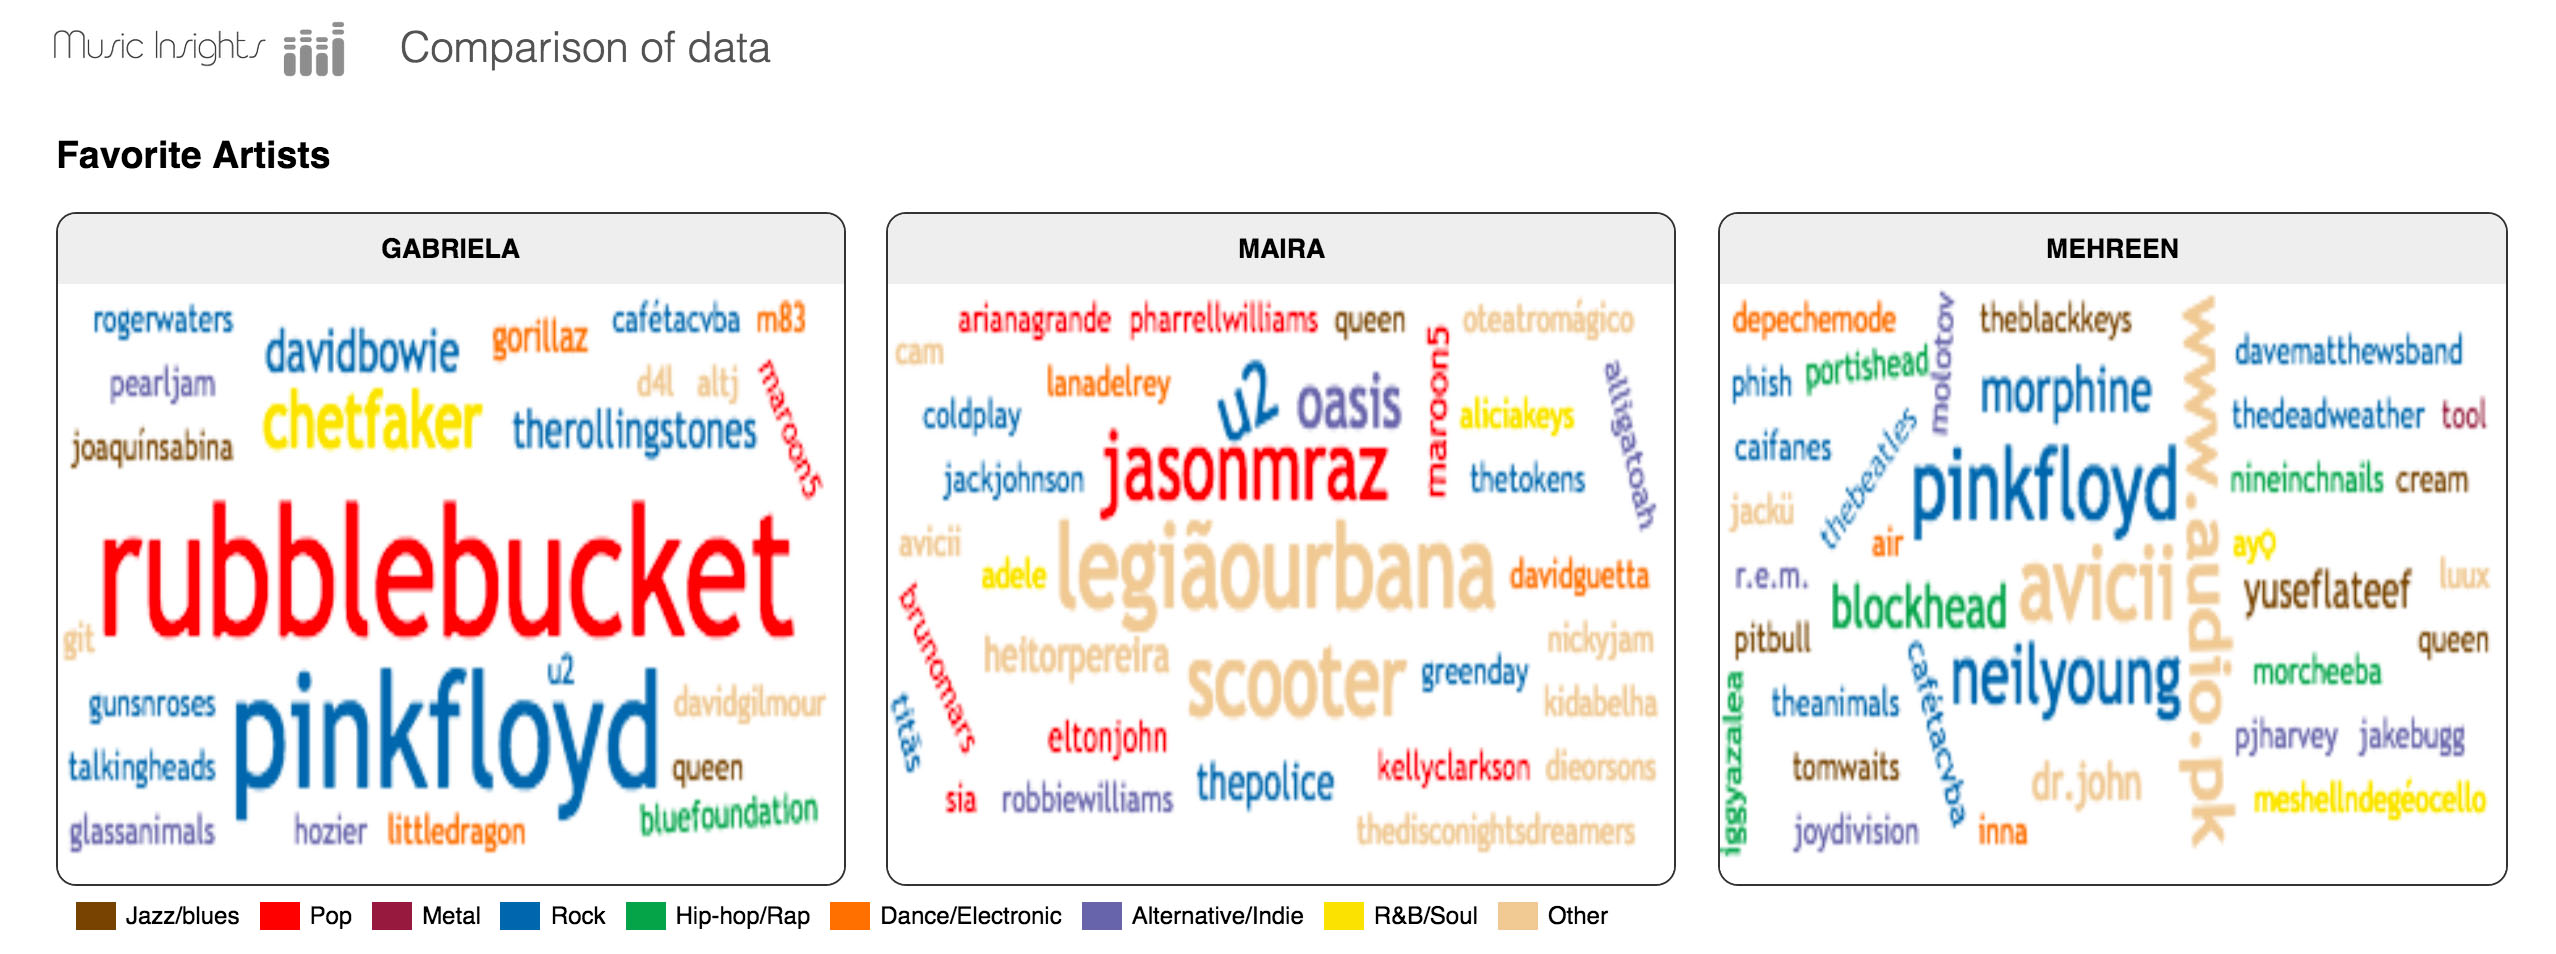 Music Insights
Comparison of data
Favorite Artists
GABRIELA
rogerwaters
davidbowie
gorillaz
cafétacvba
m83
pearljam
chetfaker
d4l
altj
maroon5
joaquínsabina
therollingstones
rubblebucket
git
u2
gunsnroses
pinkfloyd
davidgilmour
talkingheads
queen
glassanimals
hozier
littledragon
bluefoundation
MAIRA
arianagrande
pharrellwilliams
queen
oteatromágico
cam
lanadelrey
u2
oasis
maroon5
aliciakeys
alligatoah
coldplay
jackjohnson
jasonmraz
thetokens
avicii
adele
legiãourbana
davidguetta
brunomars
heitorpereira
scooter
greenday
nickyjam
kidabelha
titãs
eltonjohn
thepolice
kellyclarkson
dieorsons
sia
robbiewilliams
thedisconightsdreamers
MEHREEN
depechemode
molotov
theblackkeys
www.audio.pk
davematthewsband
phish
portishead
morphine
thedeadweather
tool
caifanes
thebeatles
pinkfloyd
nineinchnails
cream
jackü
air
r.e.m.
blockhead
avicii
yuseflateef
luux
pitbull
cafétacvba
neilyoung
morcheeba
queen
iggyazalea
theanimals
pjharvey
jakebugg
tomwaits
dr.john
meshellndegéocello
joydivision
inna
Jazz/blues
Pop
Metal
Rock
Hip-hop/Rap
Dance/Electronic
Alternative/Indie
R&B/Soul
Other